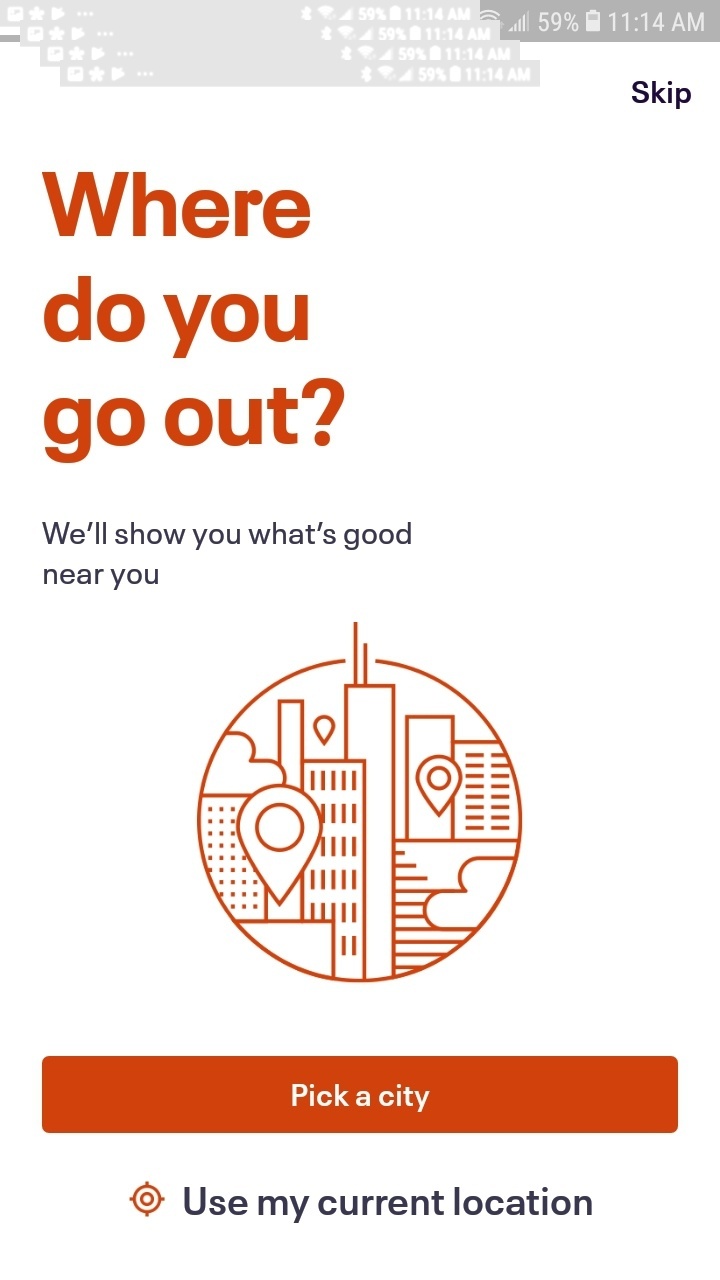 59% 11:14 AM
59% 11:14 AM
59% 11:14 AM
59% 11:14 AM
59% 11:14 AM
Skip
Where
do you
go out?
We’ll show you what’s good
near you
Pick a city
Use my current location